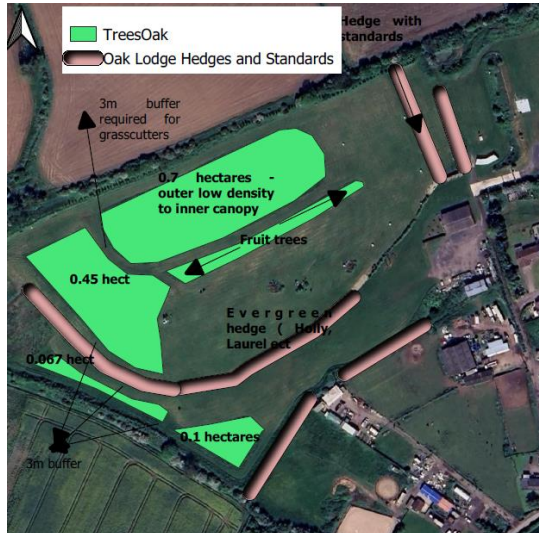 TreesOak
Oak Lodge Hedges and Standards
Hedge with
standards
3m buffer
required for
grasscutters
0.7 hectares -
outer low density
to inner canopy
Fruit trees
0.45 hect
Evergreen
hedge ( Holly,
Laurel ect
0.067 hect
0.1 hectares
3m buffer